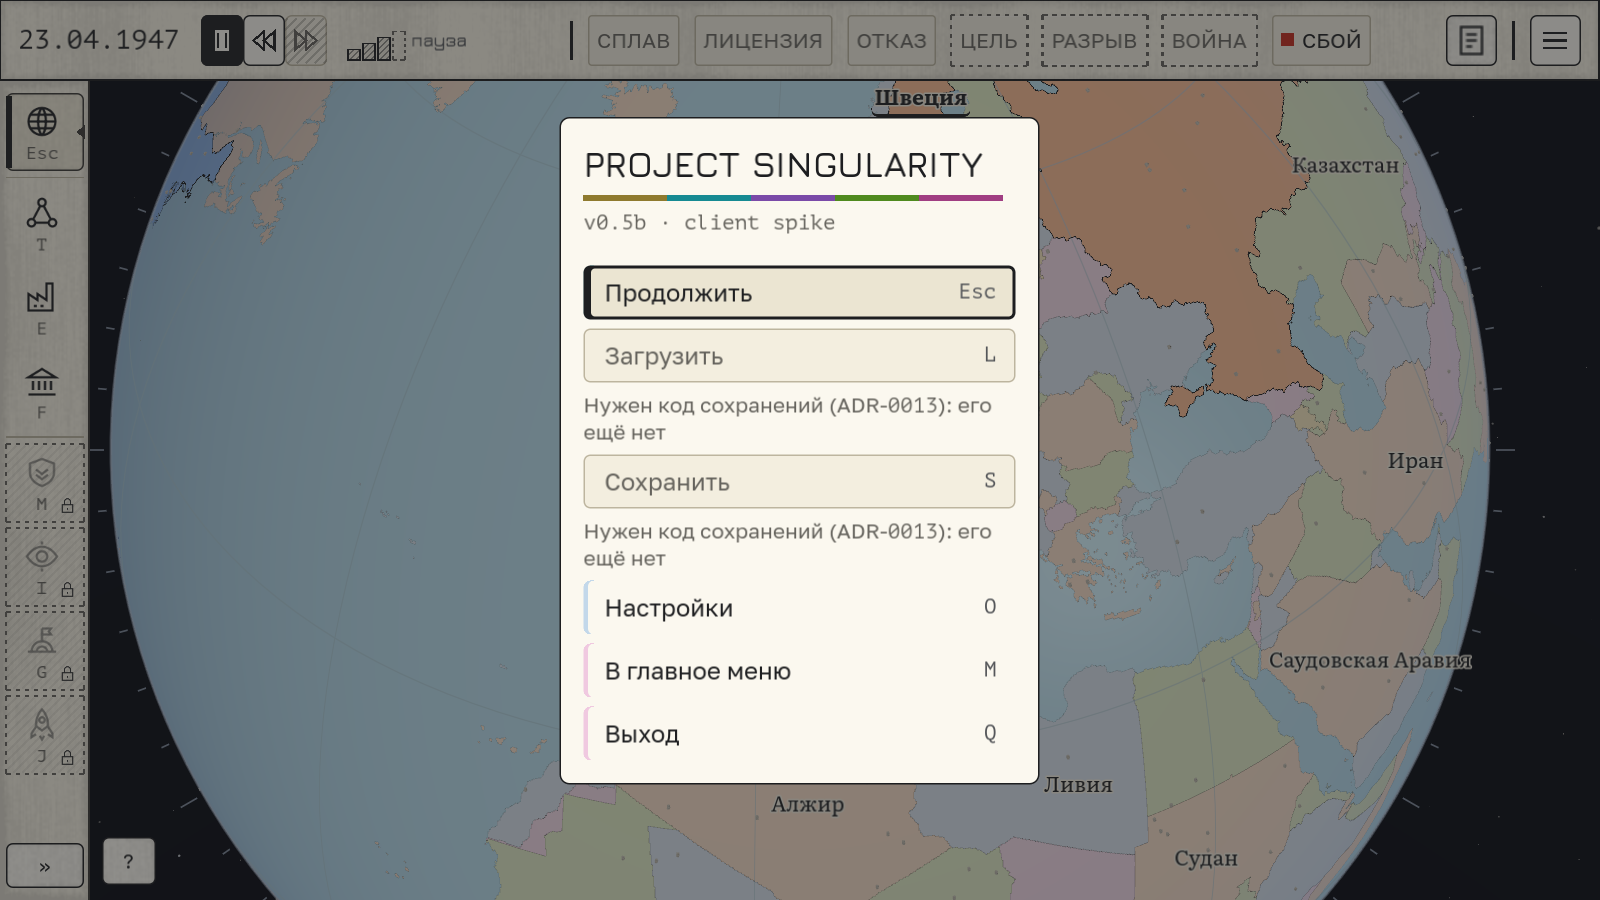 23.04.1947
пауза
СПЛАВ
ЛИЦЕНЗИЯ
ОТКАЗ
ЦЕЛЬ
РАЗРЫВ
ВОЙНА
СБОЙ
Esc
T
E
F
M
I
G
J
»
?
Швеция
Казахстан
Иран
Саудовская Аравия
Ливия
Алжир
Судан
PROJECT SINGULARITY
v0.5b · client spike
Продолжить Esc
Загрузить L
Нужен код сохранений (ADR-0013): его
ещё нет
Сохранить S
Нужен код сохранений (ADR-0013): его
ещё нет
Настройки O
В главное меню M
Выход Q